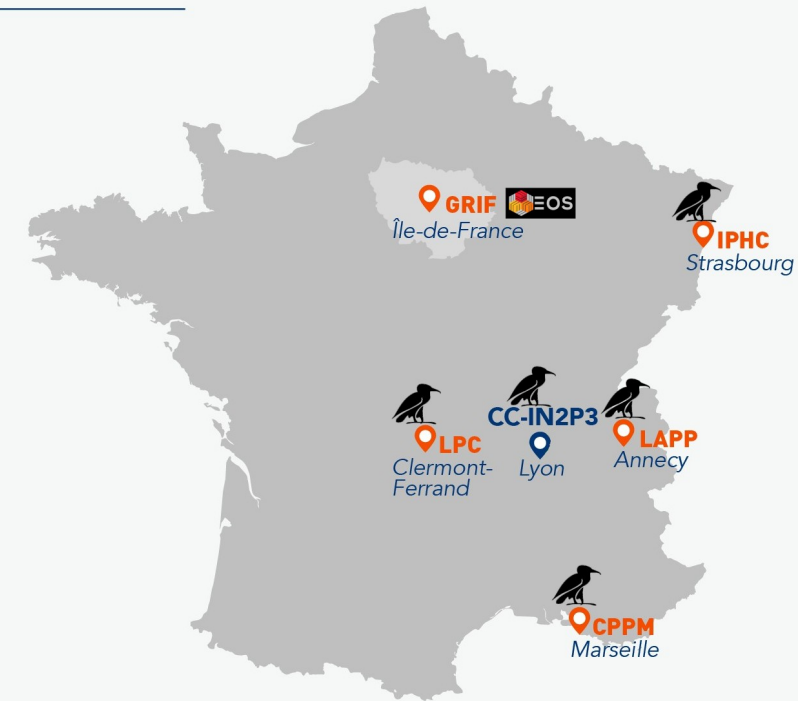 GRIF
EOS
Île-de-France
IPHC
Strasbourg
CC-IN2P3
Lyon
LPC
Clermont-
Ferrand
LAPP
Annecy
CPPM
Marseille